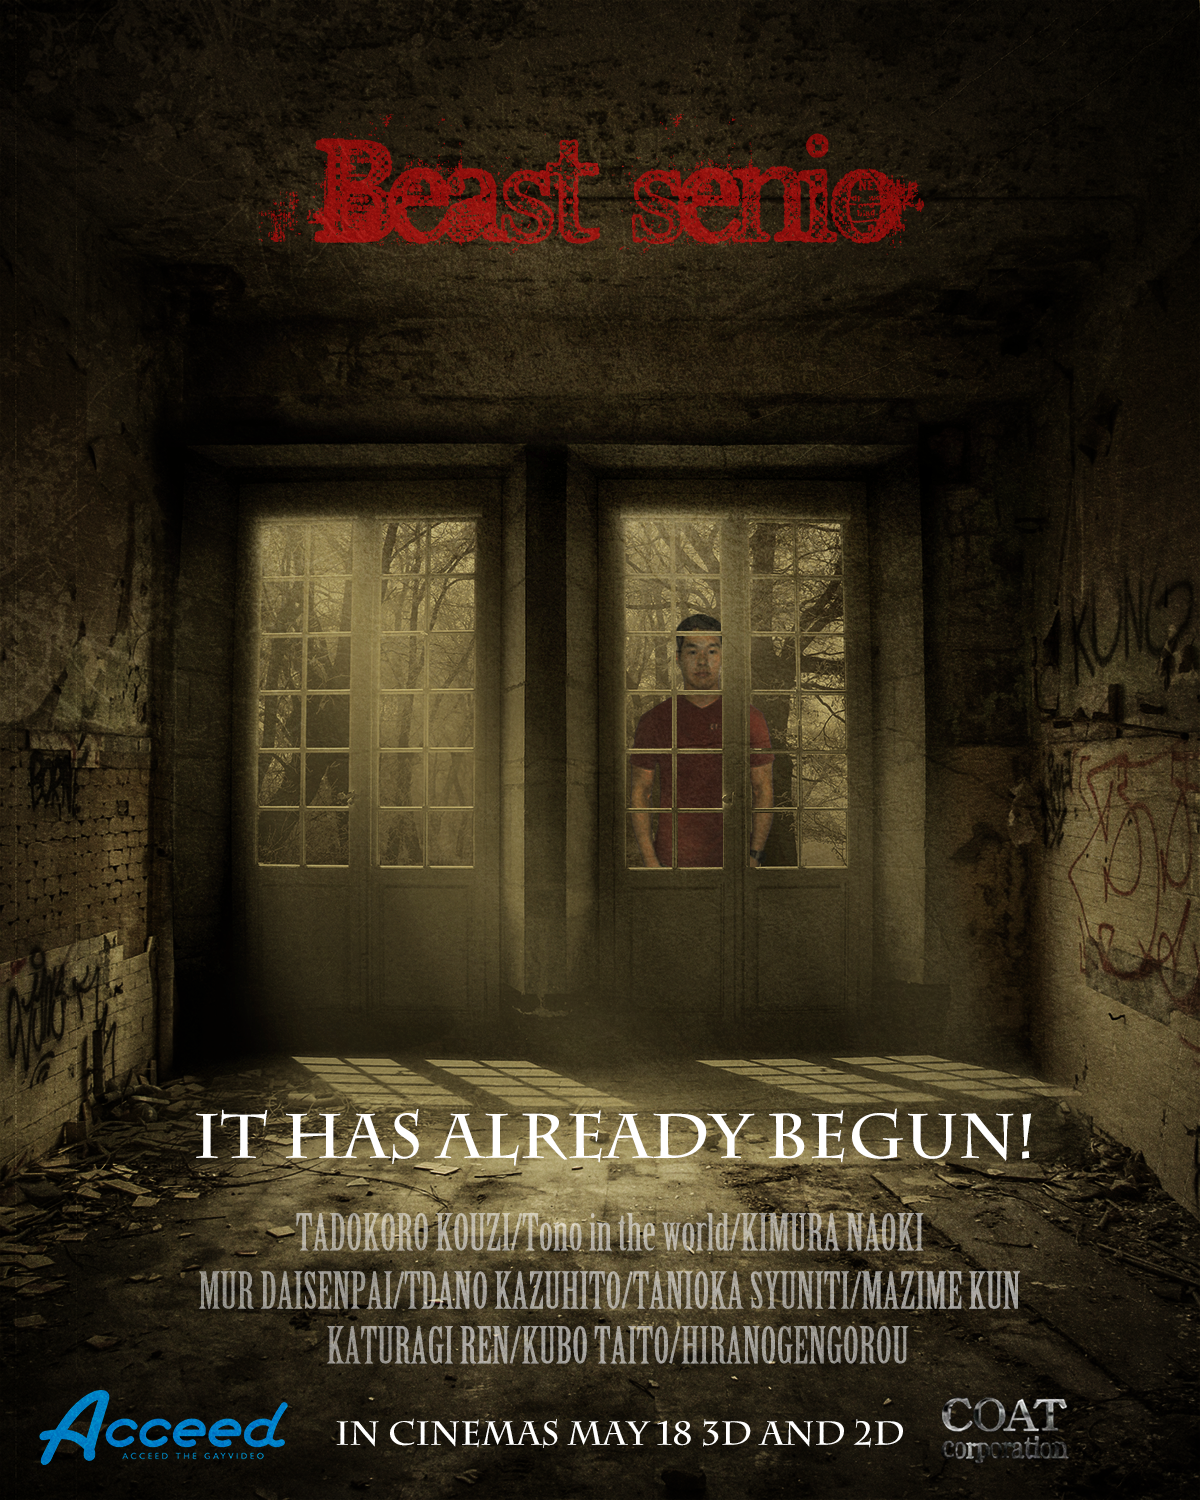 Beast senio
KUNC?
IT HAS ALREADY BEGUN!
TADOKORO KOUZI/Tono in the world/KIMURA NAOKI
MUR DAISENPAI/TDANO KAZUHITO/TANIOKA SYUNITI/MAZIME KUN
KATURAGI REN/KUBO TAITO/HIRANOGENGOROU
Acceed
ACCEED THE GAYVIDEO
IN CINEMAS MAY 18 3D AND 2D
COAT
corporation